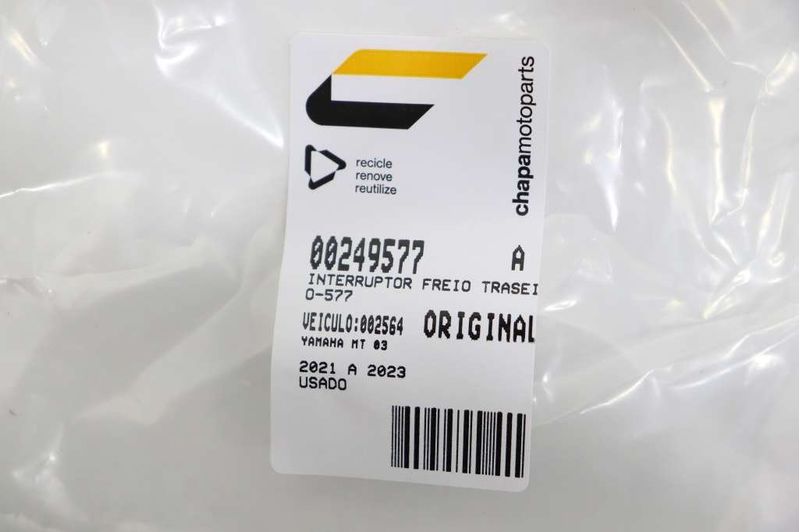 chapamotoparts
recicle
renove
reutilize
00249577 A
INTERRUPTOR FREIO TRASEI
O-577
VEICULO:002564 ORIGINAL
YAMAHA MT 03
2021 A 2023
USADO